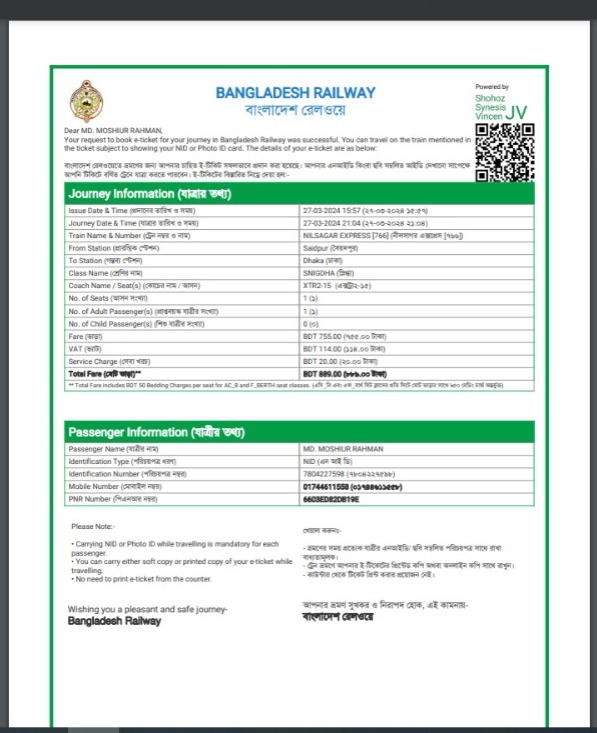 BANGLADESH RAILWAY
বাংলাদেশ রেলওয়ে
Powered by
Shohoz
Synesis
Vincen JV
Dear MD. MOSHIUR RAHMAN,
Your request to book e-ticket for your journey in Bangladesh Railway was successful. You can travel on the train mentioned in
the ticket subject to showing your NID or Photo ID card. The details of your e-ticket are as below:
বাংলাদেশ রেলওয়েতে ভ্রমণের জন্য আপনার চাহিত ই-টিকিট সফলভাবে প্রদান করা হয়েছে। আপনার এনআইডি কিংবা ছবি সম্বলিত আইডি দেখানো সাপেক্ষে
আপনি টিকিটে বর্ণিত ট্রেনে যাত্রা করতে পারবেন। ই-টিকিটের বিস্তারিত নিম্নে দেয়া হল:-
Journey Information (যাত্রার তথ্য)
Issue Date & Time (প্রদানের তারিখ ও সময়) 27-03-2024 15:57 (২৭-০৩-২০২৪ ১৫:৫৭)
Journey Date & Time (যাত্রার তারিখ ও সময়) 27-03-2024 21:04 (২৭-০৩-২০২৪ ২১:০৪)
Train Name & Number (ট্রেন নম্বর ও নাম) NILSAGAR EXPRESS [766] (নীলসাগর এক্সপ্রেস [৭৬৬])
From Station (প্রারম্ভিক স্টেশন) Saidpur (সৈয়দপুর)
To Station (গন্তব্য স্টেশন) Dhaka (ঢাকা)
Class Name (শ্রেণির নাম) SNIGDHA (স্নিগ্ধা)
Coach Name / Seat(s) (কোচের নাম / আসন) XTR2-15 (এক্সট্রা২-১৫)
No. of Seats (আসন সংখ্যা) 1 (১)
No. of Adult Passenger(s) (প্রাপ্তবয়স্ক যাত্রীর সংখ্যা) 1 (১)
No. of Child Passenger(s) (শিশু যাত্রীর সংখ্যা) 0 (০)
Fare (ভাড়া) BDT 755.00 (৭৫৫.০০ টাকা)
VAT (ভ্যাট) BDT 114.00 (১১৪.০০ টাকা)
Service Charge (সেবা খরচ) BDT 20.00 (২০.০০ টাকা)
Total Fare (মোট ভাড়া)** BDT 889.00 (৮৮৯.০০ টাকা)
** Total Fare includes BDT 50 Bedding Charges per seat for AC_B and F_BERTH seat classes.
Passenger Information (যাত্রীর তথ্য)
Passenger Name (যাত্রীর নাম) MD. MOSHIUR RAHMAN
Identification Type (পরিচয়পত্র ধরণ) NID (এন আই ডি)
Identification Number (পরিচয়পত্র নম্বর) 7804227598 (৭৮০৪২২৭৫৯৮)
Mobile Number (মোবাইল নম্বর) 01744611558 (০১৭৪৪৬১১৫৫৮)
PNR Number (পিএনআর নম্বর) 6603ED82DB19E
Please Note:-
• Carrying NID or Photo ID while travelling is mandatory for each
passenger.
• You can carry either soft copy or printed copy of your e-ticket while
travelling.
• No need to print e-ticket from the counter.
Wishing you a pleasant and safe journey-
Bangladesh Railway
খেয়াল করুনঃ-
- ভ্রমণের সময় প্রত্যেক যাত্রীর এনআইডি/ ছবি সম্বলিত পরিচয়পত্র সাথে রাখা
বাধ্যতামূলক।
- ট্রেন ভ্রমণে আপনার ই-টিকেটের প্রিন্টেড কপি অথবা অনলাইন কপি সাথে রাখুন।
- কাউন্টার থেকে টিকেট প্রিন্ট করার প্রয়োজন নেই।
আপনার ভ্রমণ সুখকর ও নিরাপদ হোক, এই কামনায়-
বাংলাদেশ রেলওয়ে